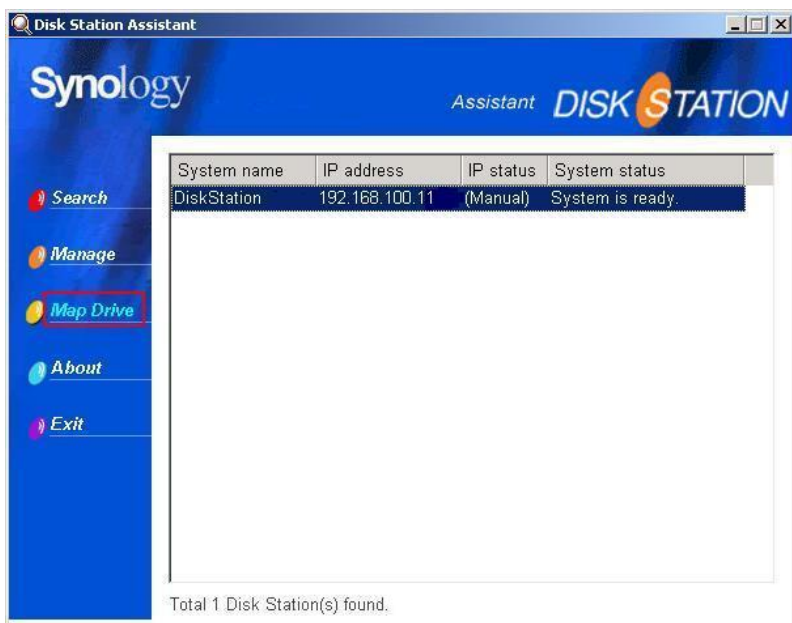 Disk Station Assistant
Synology
Assistant DISK STATION
Search
Manage
Map Drive
About
Exit
System name IP address IP status System status
DiskStation 192.168.100.11 (Manual) System is ready.
Total 1 Disk Station(s) found.